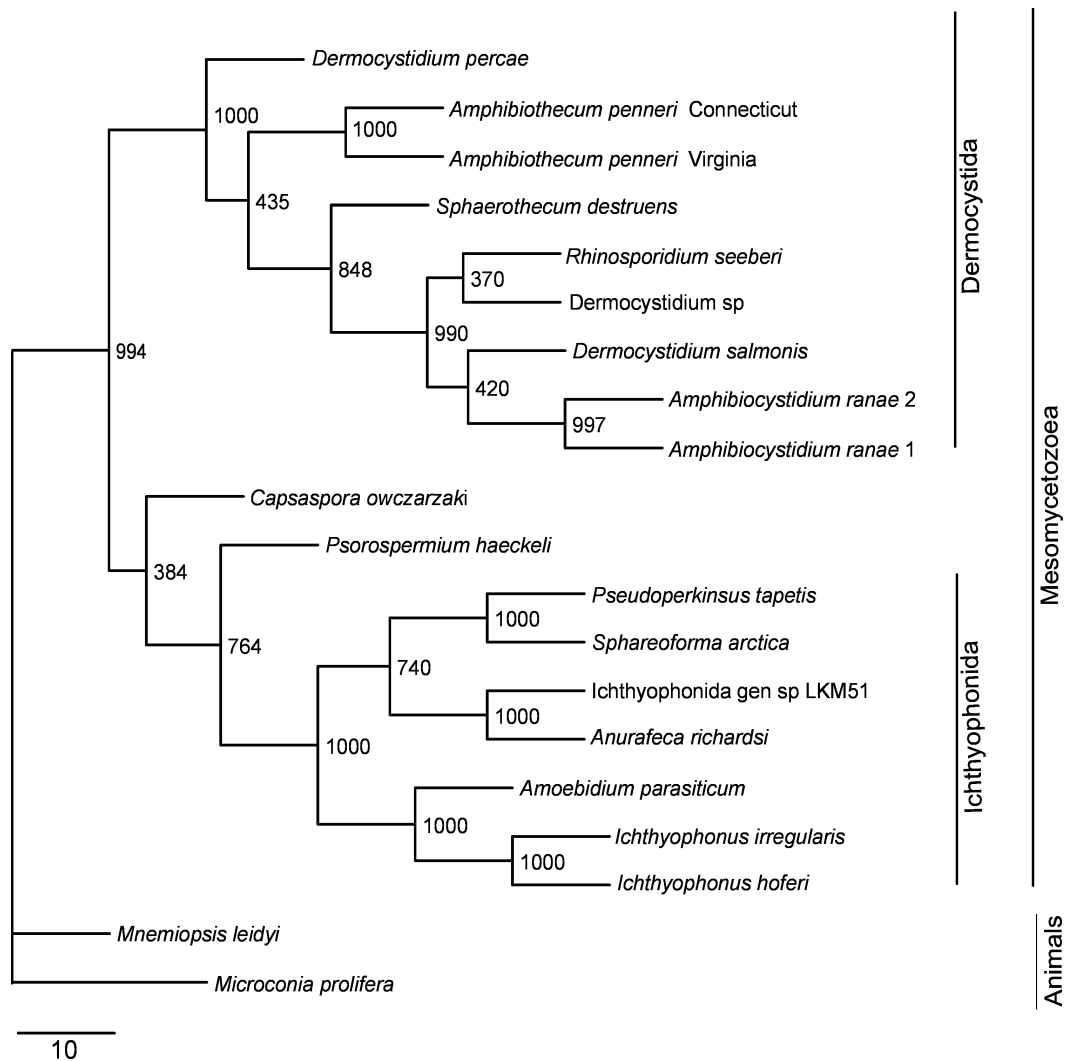 Dermocystidium percae
1000
Amphibiothecum penneri Connecticut
1000
Amphibiothecum penneri Virginia
435
Sphaerothecum destruens
848
Rhinosporidium seeberi
370
Dermocystidium sp
990
Dermocystidium salmonis
994
420
Amphibiocystidium ranae 2
997
Amphibiocystidium ranae 1
Capsaspora owczarzaki
Psorospermium haeckeli
384
Pseudoperkinsus tapetis
1000
Sphareoforma arctica
764
740
Ichthyophonida gen sp LKM51
1000
Anurafeca richardsi
1000
Amoebidium parasiticum
1000
Ichthyophonus irregularis
1000
Ichthyophonus hoferi
Mnemiopsis leidyi
Microconia prolifera
10
Dermocystida
Ichthyophonida
Mesomycetozoea
Animals